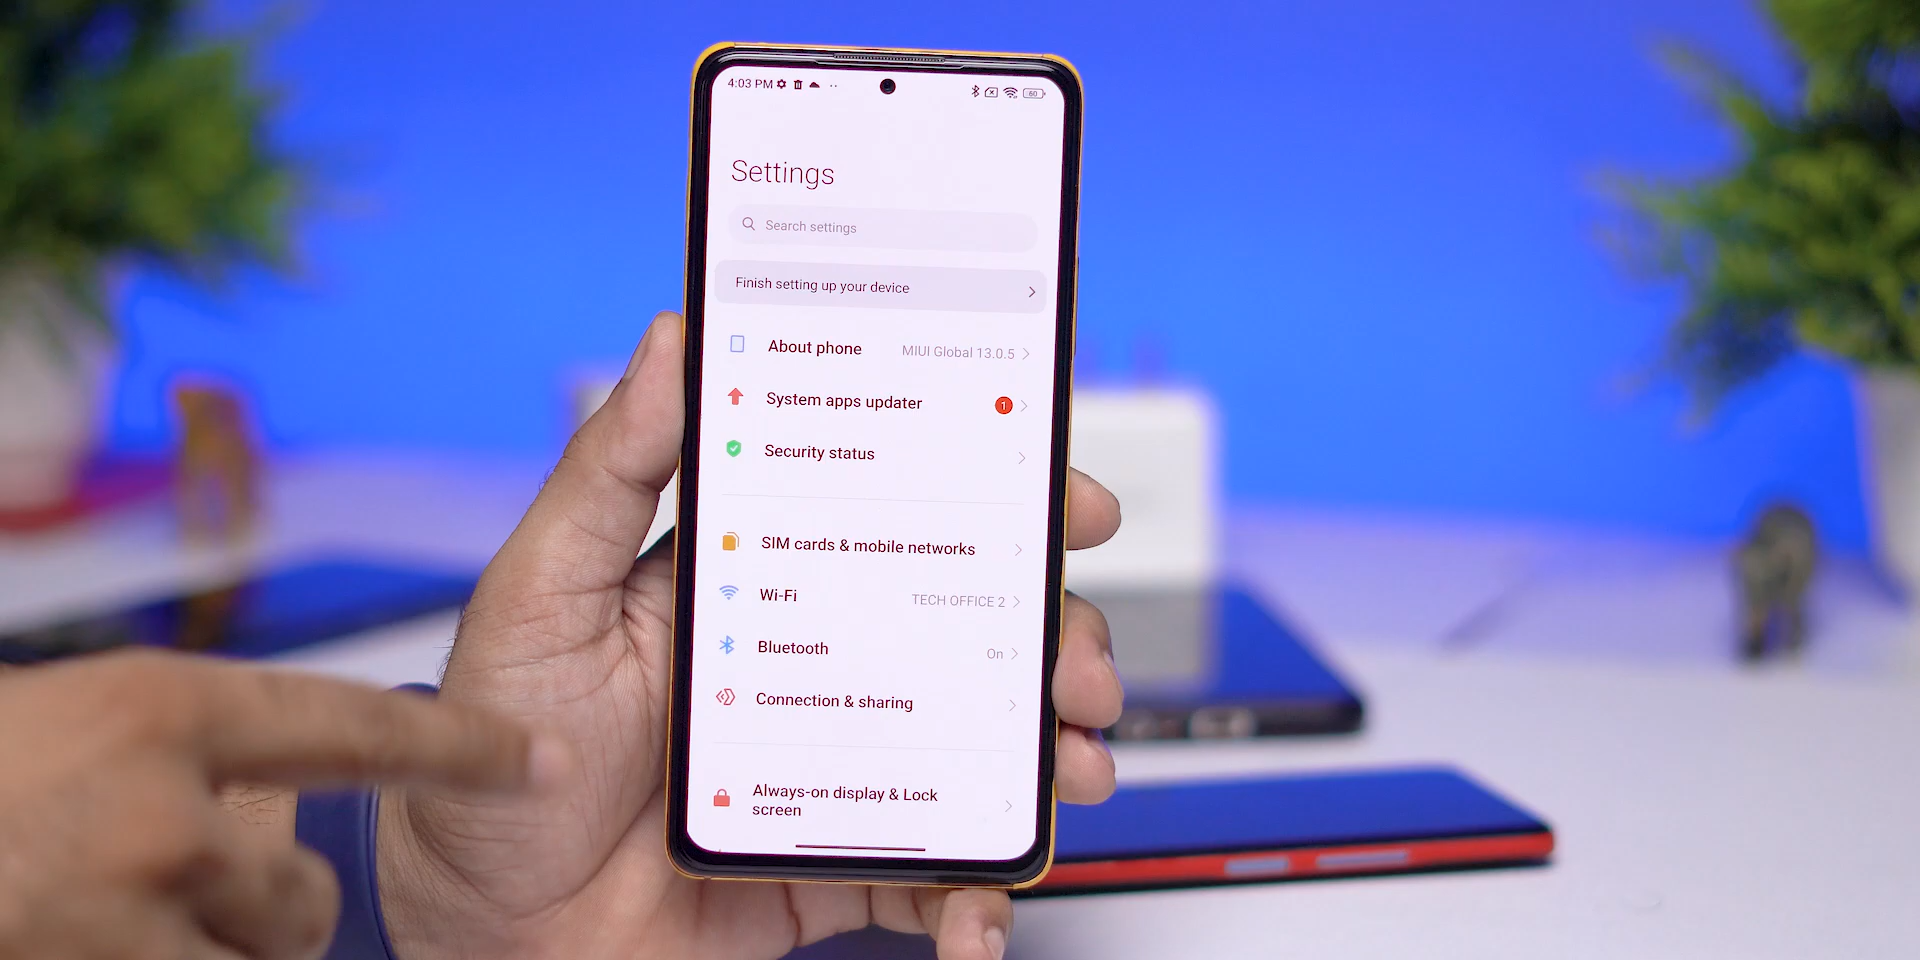 4:03 PM
60
Settings
Search settings
Finish setting up your device
About phone MIUI Global 13.0.5
System apps updater 1
Security status
SIM cards & mobile networks
Wi-Fi TECH OFFICE 2
Bluetooth On
Connection & sharing
Always-on display & Lock
screen